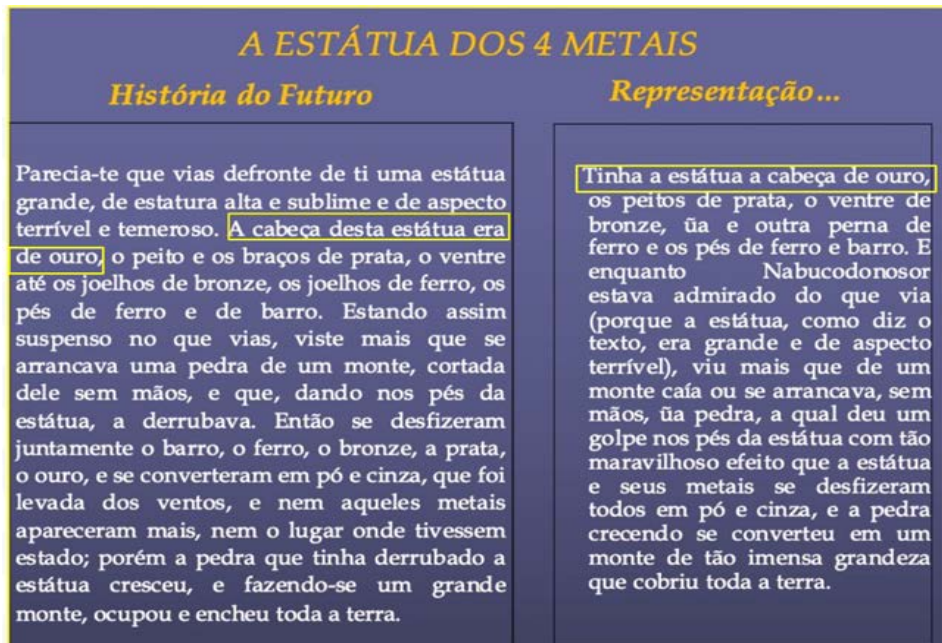 A ESTÁTUA DOS 4 METAIS
História do Futuro
Parecia-te que vias defronte de ti uma estátua
grande, de estatura alta e sublime e de aspecto
terrível e temeroso. A cabeça desta estátua era
de ouro, o peito e os braços de prata, o ventre
até os joelhos de bronze, os joelhos de ferro, os
pés de ferro e de barro. Estando assim
suspenso no que vias, viste mais que se
arrancava uma pedra de um monte, cortada
dele sem mãos, e que, dando nos pés da
estátua, a derrubava. Então se desfizeram
juntamente o barro, o ferro, o bronze, a prata,
o ouro, e se converteram em pó e cinza, que foi
levada dos ventos, e nem aqueles metais
apareceram mais, nem o lugar onde tivessem
estado; porém a pedra que tinha derrubado a
estátua cresceu, e fazendo-se um grande
monte, ocupou e encheu toda a terra.
Representação...
Tinha a estátua a cabeça de ouro,
os peitos de prata, o ventre de
bronze, ũa e outra perna de
ferro e os pés de ferro e barro. E
enquanto Nabucodonosor
estava admirado do que via
(porque a estátua, como diz o
texto, era grande e de aspecto
terrível), viu mais que de um
monte caía ou se arrancava, sem
mãos, ũa pedra, a qual deu um
golpe nos pés da estátua com tão
maravilhoso efeito que a estátua
e seus metais se desfizeram
todos em pó e cinza, e a pedra
crecendo se converteu em um
monte de tão imensa grandeza
que cobriu toda a terra.